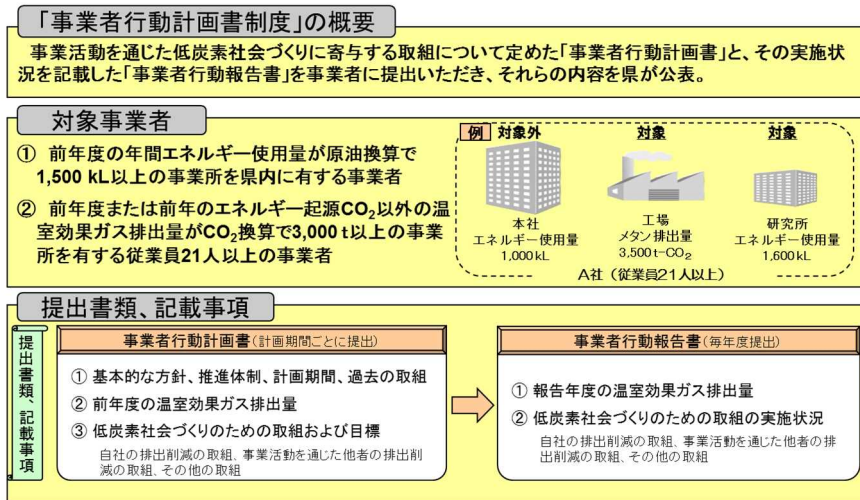 「事業者行動計画書制度」の概要
事業活動を通じた低炭素社会づくりに寄与する取組について定めた「事業者行動計画書」と、その実施状
況を記載した「事業者行動報告書」を事業者に提出いただき、それらの内容を県が公表。
対象事業者
① 前年度の年間エネルギー使用量が原油換算で
1,500 kL以上の事業所を県内に有する事業者
② 前年度または前年のエネルギー起源CO₂以外の温
室効果ガス排出量がCO₂換算で3,000 t以上の事業
所を有する従業員21人以上の事業者
例
対象外
本社
エネルギー使用量
1,000kL
対象
工場
メタン排出量
3,500t-CO₂
対象
研究所
エネルギー使用量
1,600kL
A社（従業員21人以上）
提出書類、記載事項
提出書類、記載事項
事業者行動計画書(計画期間ごとに提出)
① 基本的な方針、推進体制、計画期間、過去の取組
② 前年度の温室効果ガス排出量
③ 低炭素社会づくりのための取組および目標
自社の排出削減の取組、事業活動を通じた他者の排出削
減の取組、その他の取組
事業者行動報告書(毎年度提出)
① 報告年度の温室効果ガス排出量
② 低炭素社会づくりのための取組の実施状況
自社の排出削減の取組、事業活動を通じた他者の排
出削減の取組、その他の取組